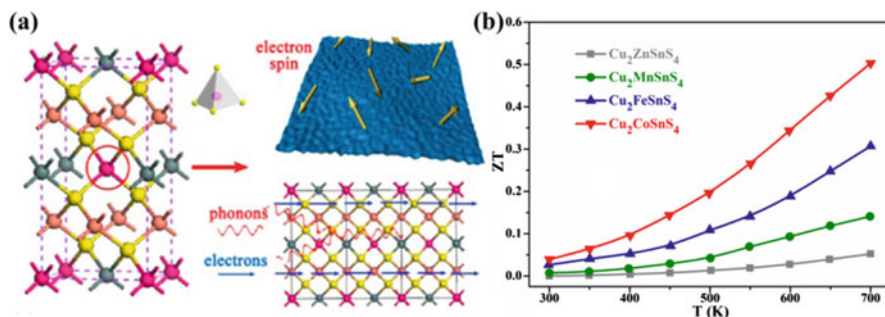 (a)
electron
spin
phonons
electrons
(b)
0.6
0.5
0.4
0.3
0.2
0.1
0.0
ZT
Cu₂ZnSnS₄
Cu₂MnSnS₄
Cu₂FeSnS₄
Cu₂CoSnS₄
300 400 500 600 700
T (K)